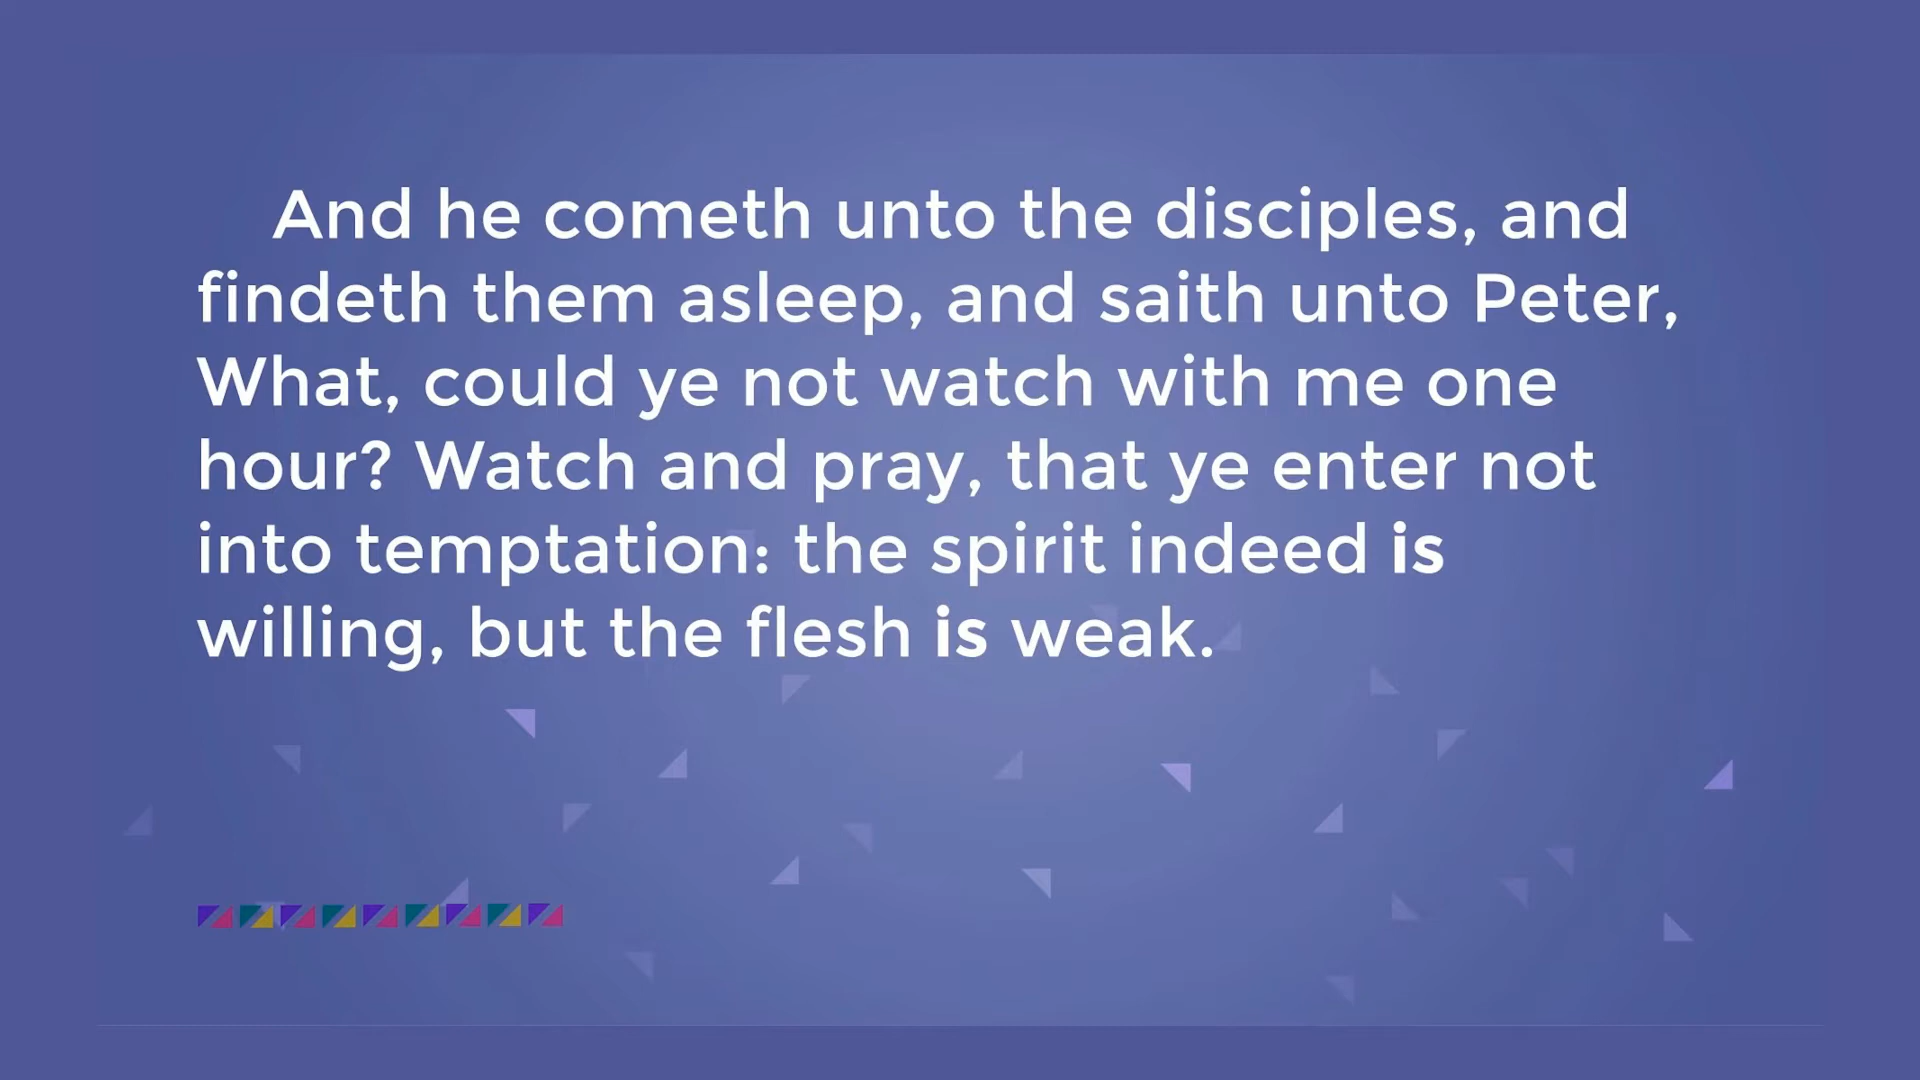 And he cometh unto the disciples, and
findeth them asleep, and saith unto Peter,
What, could ye not watch with me one
hour? Watch and pray, that ye enter not
into temptation: the spirit indeed is
willing, but the flesh is weak.